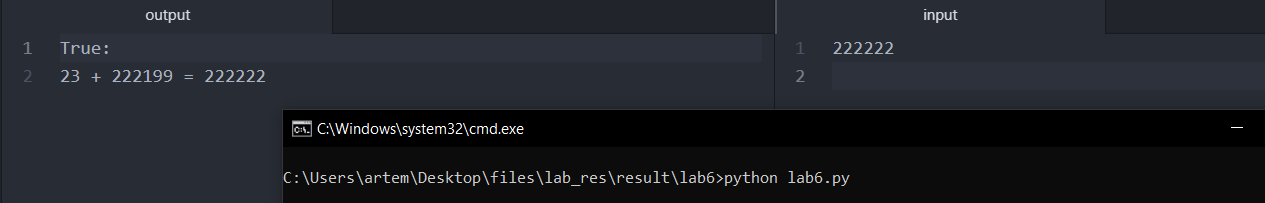 output
1 True:
2 23 + 222199 = 222222
input
1 222222
2
C:\Windows\system32\cmd.exe
C:\Users\artem\Desktop\files\lab_res\result\lab6>python lab6.py